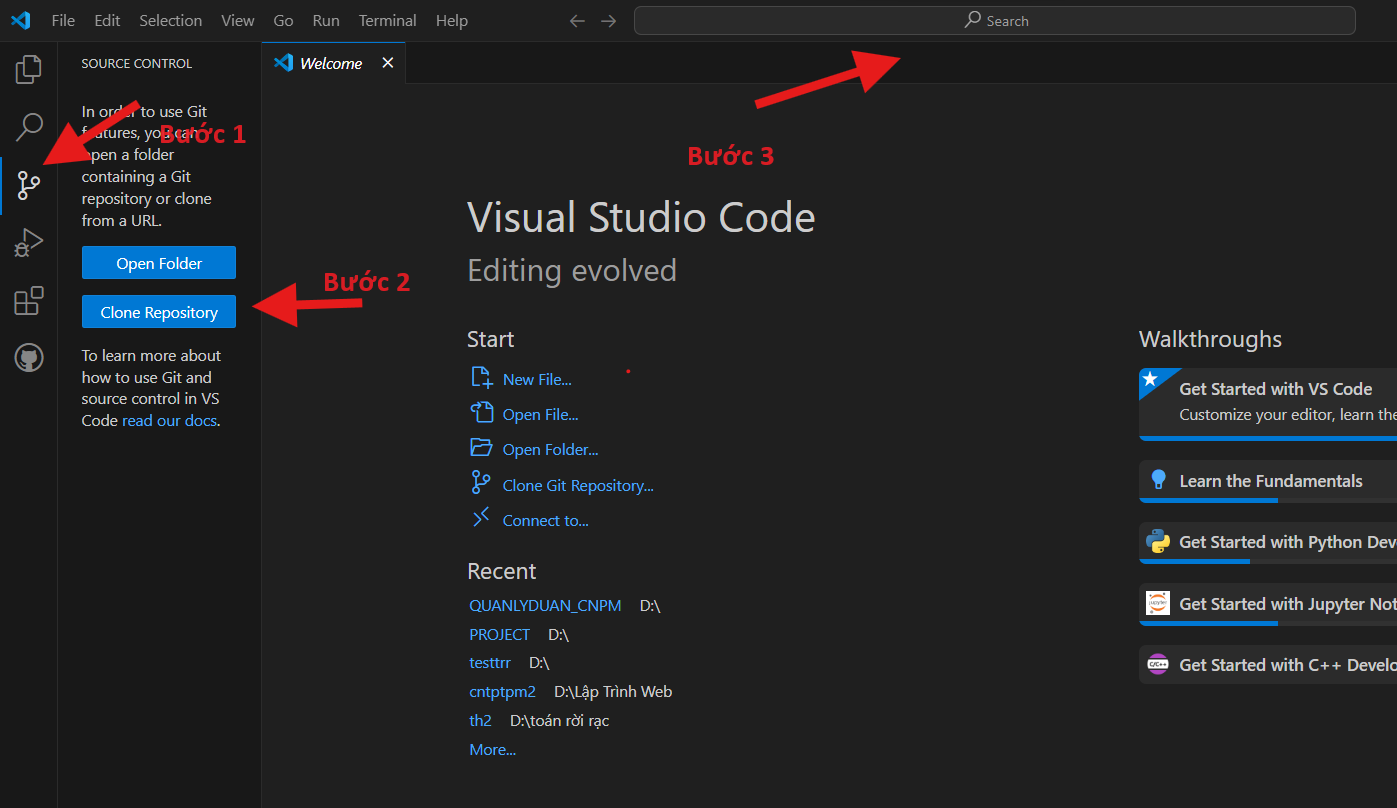 File Edit Selection View Go Run Terminal Help
Search
SOURCE CONTROL
Welcome
In order to use Git
features, you can
open a folder
containing a Git
repository or clone
from a URL.
Bước 1
Open Folder
Clone Repository
Bước 2
To learn more about
how to use Git and
source control in VS
Code read our docs.
Bước 3
Visual Studio Code
Editing evolved
Start
New File...
Open File...
Open Folder...
Clone Git Repository...
Connect to...
Recent
QUANLYDUAN_CNPM D:\
PROJECT D:\
testtrr D:\
cntptpm2 D:\Lập Trình Web
th2 D:\toán rời rạc
More...
Walkthroughs
Get Started with VS Code
Customize your editor, learn the
Learn the Fundamentals
Get Started with Python Dev
jupyter
Get Started with Jupyter Not
C/C++
Get Started with C++ Develo